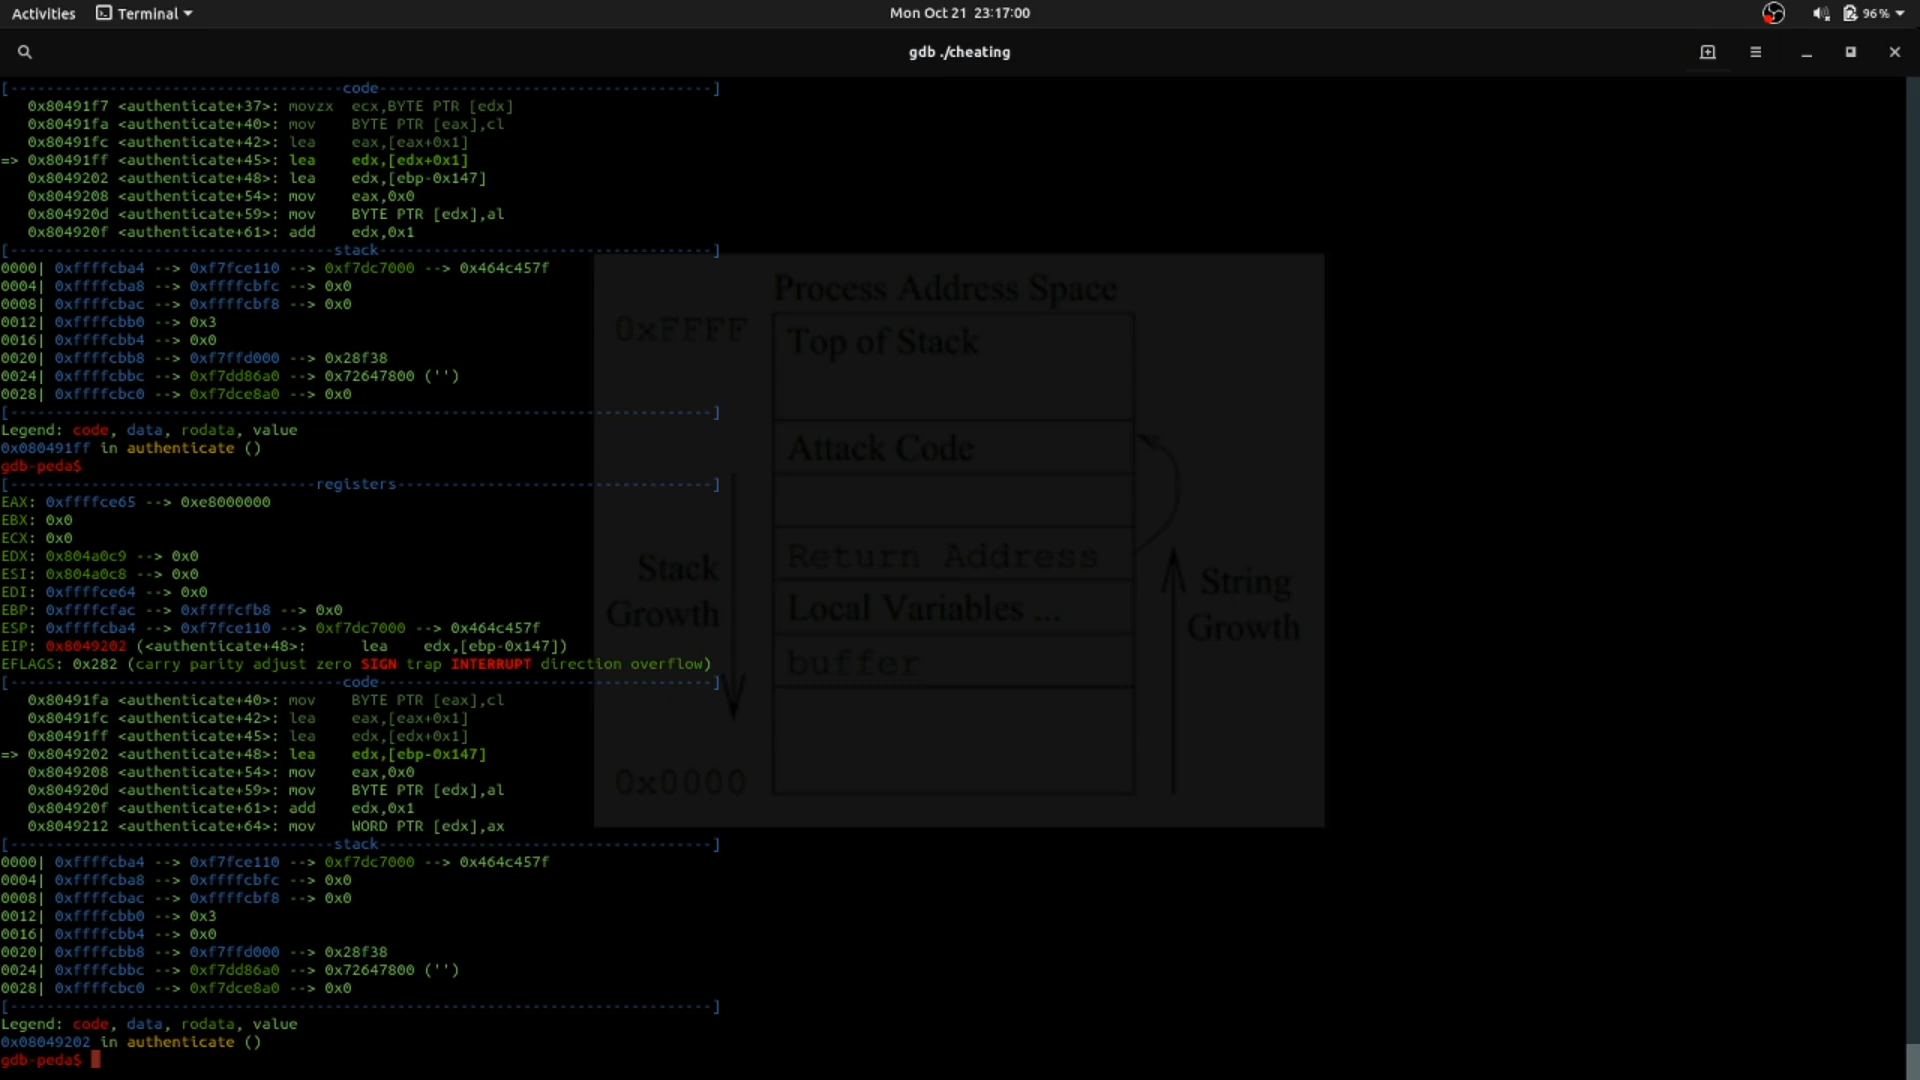 Activities Terminal Mon Oct 21 23:17:00 96%
gdb ./cheating
[-------------------------------------code-------------------------------------]
0x80491f7 <authenticate+37>: movzx ecx,BYTE PTR [edx]
0x80491fa <authenticate+40>: mov BYTE PTR [eax],cl
0x80491fc <authenticate+42>: lea eax,[eax+0x1]
=> 0x80491ff <authenticate+45>: lea edx,[edx+0x1]
0x8049202 <authenticate+48>: lea edx,[ebp-0x147]
0x8049208 <authenticate+54>: mov eax,0x0
0x804920d <authenticate+59>: mov BYTE PTR [edx],al
0x804920f <authenticate+61>: add edx,0x1
[------------------------------------stack-------------------------------------]
0000| 0xffffcba4 --> 0xf7fce110 --> 0xf7dc7000 --> 0x464c457f
0004| 0xffffcba8 --> 0xffffcbfc --> 0x0
0008| 0xffffcbac --> 0xffffcbf8 --> 0x0
0012| 0xffffcbb0 --> 0x3
0016| 0xffffcbb4 --> 0x0
0020| 0xffffcbb8 --> 0xf7ffd000 --> 0x28f38
0024| 0xffffcbbc --> 0xf7dd86a0 --> 0x72647800 ('')
0028| 0xffffcbc0 --> 0xf7dce8a0 --> 0x0
[------------------------------------------------------------------------------]
Legend: code, data, rodata, value
0x080491ff in authenticate ()
gdb-peda$
[----------------------------------registers-----------------------------------]
EAX: 0xffffce65 --> 0xe8000000
EBX: 0x0
ECX: 0x0
EDX: 0x804a0c9 --> 0x0
ESI: 0x804a0c8 --> 0x0
EDI: 0xffffce64 --> 0x0
EBP: 0xffffcfac --> 0xffffcfb8 --> 0x0
ESP: 0xffffcba4 --> 0xf7fce110 --> 0xf7dc7000 --> 0x464c457f
EIP: 0x8049202 (<authenticate+48>: lea edx,[ebp-0x147])
EFLAGS: 0x282 (carry parity adjust zero SIGN trap INTERRUPT direction overflow)
[-------------------------------------code-------------------------------------]
0x80491fa <authenticate+40>: mov BYTE PTR [eax],cl
0x80491fc <authenticate+42>: lea eax,[eax+0x1]
0x80491ff <authenticate+45>: lea edx,[edx+0x1]
=> 0x8049202 <authenticate+48>: lea edx,[ebp-0x147]
0x8049208 <authenticate+54>: mov eax,0x0
0x804920d <authenticate+59>: mov BYTE PTR [edx],al
0x804920f <authenticate+61>: add edx,0x1
0x8049212 <authenticate+64>: mov WORD PTR [edx],ax
[------------------------------------stack-------------------------------------]
0000| 0xffffcba4 --> 0xf7fce110 --> 0xf7dc7000 --> 0x464c457f
0004| 0xffffcba8 --> 0xffffcbfc --> 0x0
0008| 0xffffcbac --> 0xffffcbf8 --> 0x0
0012| 0xffffcbb0 --> 0x3
0016| 0xffffcbb4 --> 0x0
0020| 0xffffcbb8 --> 0xf7ffd000 --> 0x28f38
0024| 0xffffcbbc --> 0xf7dd86a0 --> 0x72647800 ('')
0028| 0xffffcbc0 --> 0xf7dce8a0 --> 0x0
[------------------------------------------------------------------------------]
Legend: code, data, rodata, value
0x08049202 in authenticate ()
gdb-peda$
Process Address Space
0xFFFF
Top of Stack
Attack Code
Return Address
Local Variables ...
buffer
Stack
Growth
String
Growth
0x0000